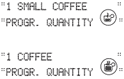 "1 SMALL COFFEE "
"PROGR. QUANTITY "
"1 COFFEE "
"PROGR. QUANTITY "